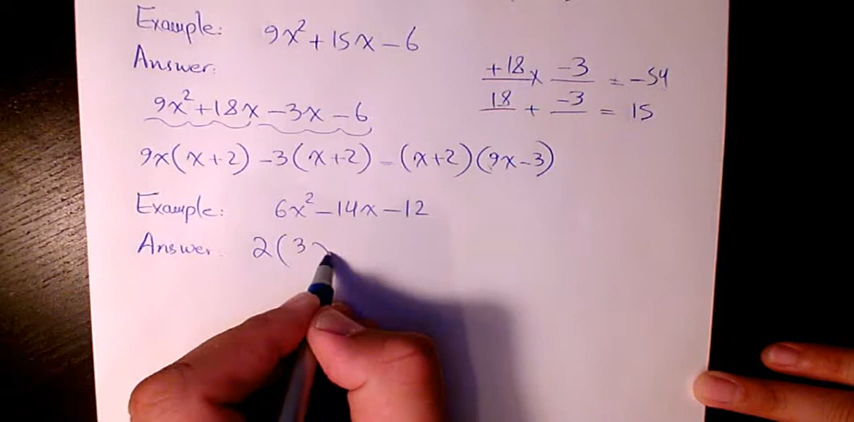 Example: 9x² + 15x - 6
Answer:
+18 x -3 = -54
18 + -3 = 15
9x² + 18x - 3x - 6
9x(x+2) -3(x+2) - (x+2)(9x-3)
Example: 6x² - 14x - 12
Answer: 2(3x